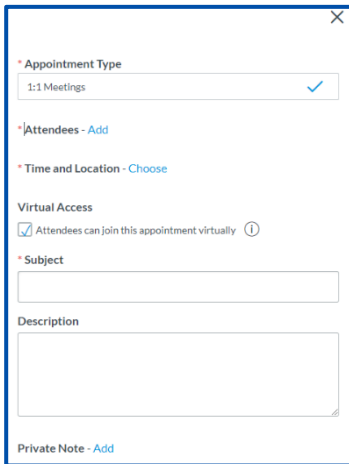 * Appointment Type
1:1 Meetings
* Attendees - Add
* Time and Location - Choose
Virtual Access
Attendees can join this appointment virtually
* Subject
Description
Private Note - Add